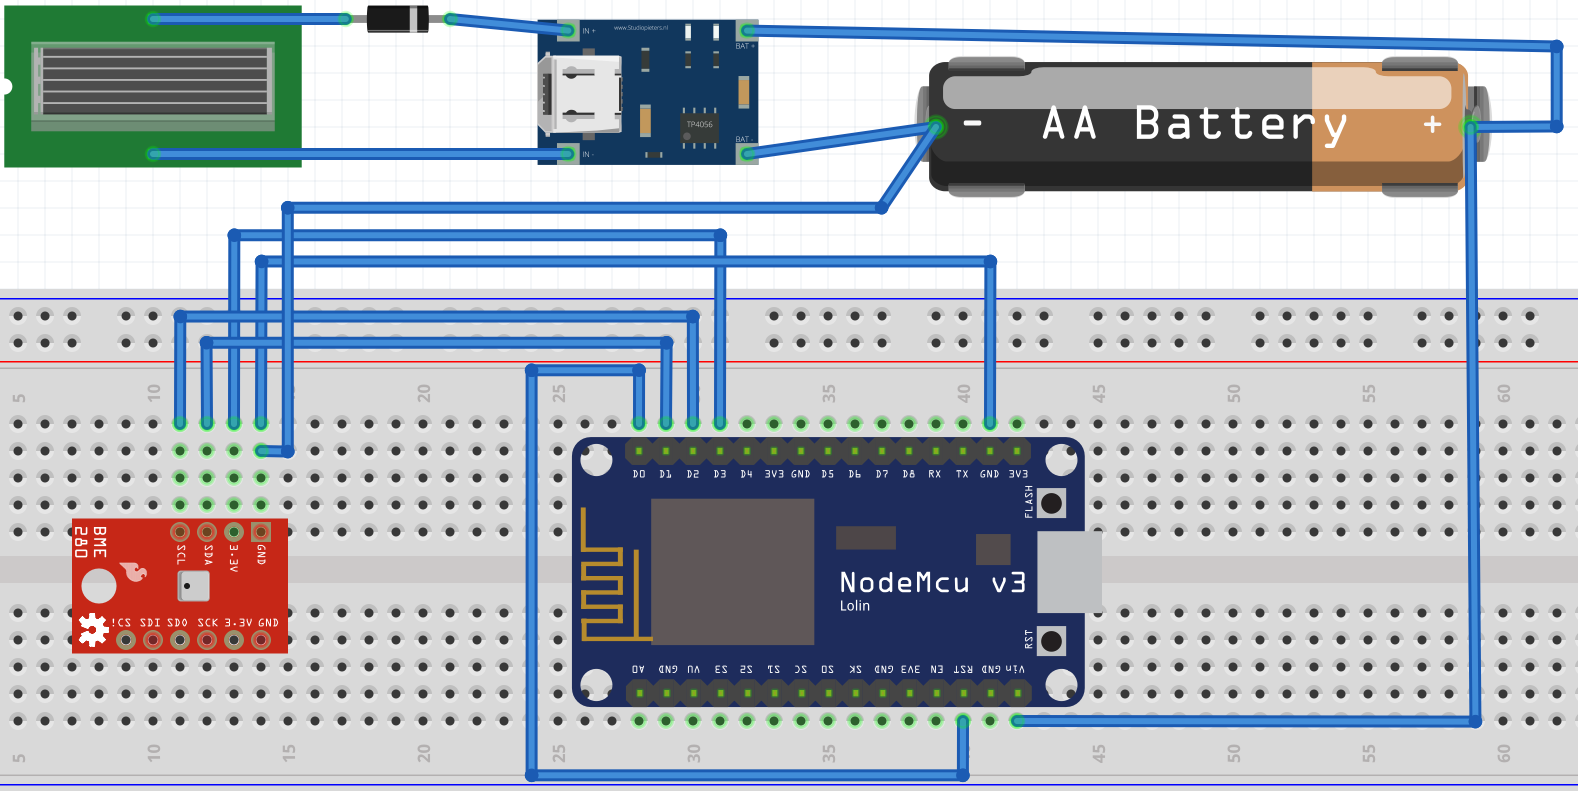 www.Studiopieters.nl
IN +
BAT +
TP4056
IN -
BAT -
- AA Battery +
5 10 15 20 25 30 35 40 45 50 55 60
D0 D1 D2 D3 D4 3V3 GND D5 D6 D7 D8 RX TX GND 3V3
FLASH
BME
280
SCL SDA 3.3V GND
NodeMcu v3
Lolin
!CS SDI SDO SCK 3.3V GND
RST
A0 GND VU S3 S2 S1 SC S0 SK GND 3V3 EN RST GND Vin
5 10 15 20 25 30 35 45 50 55 60